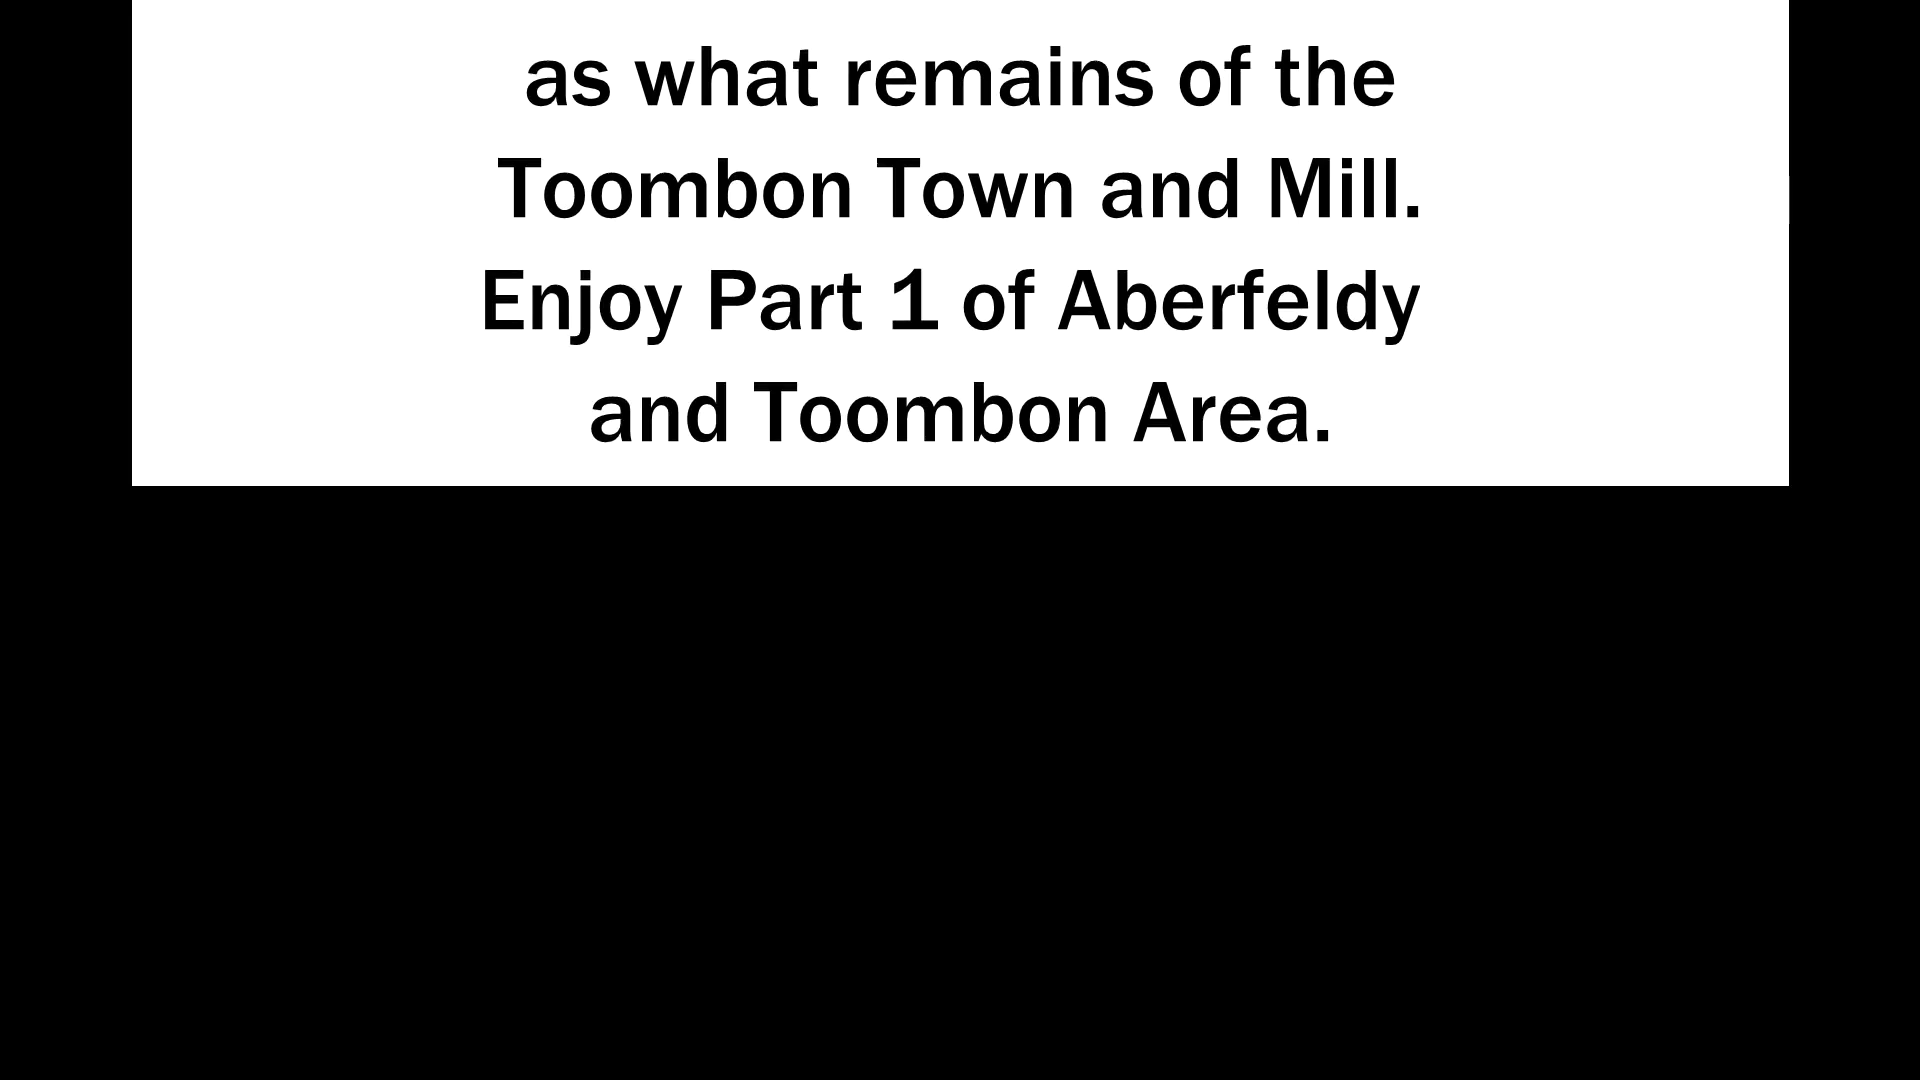 as what remains of the
Toombon Town and Mill.
Enjoy Part 1 of Aberfeldy
and Toombon Area.